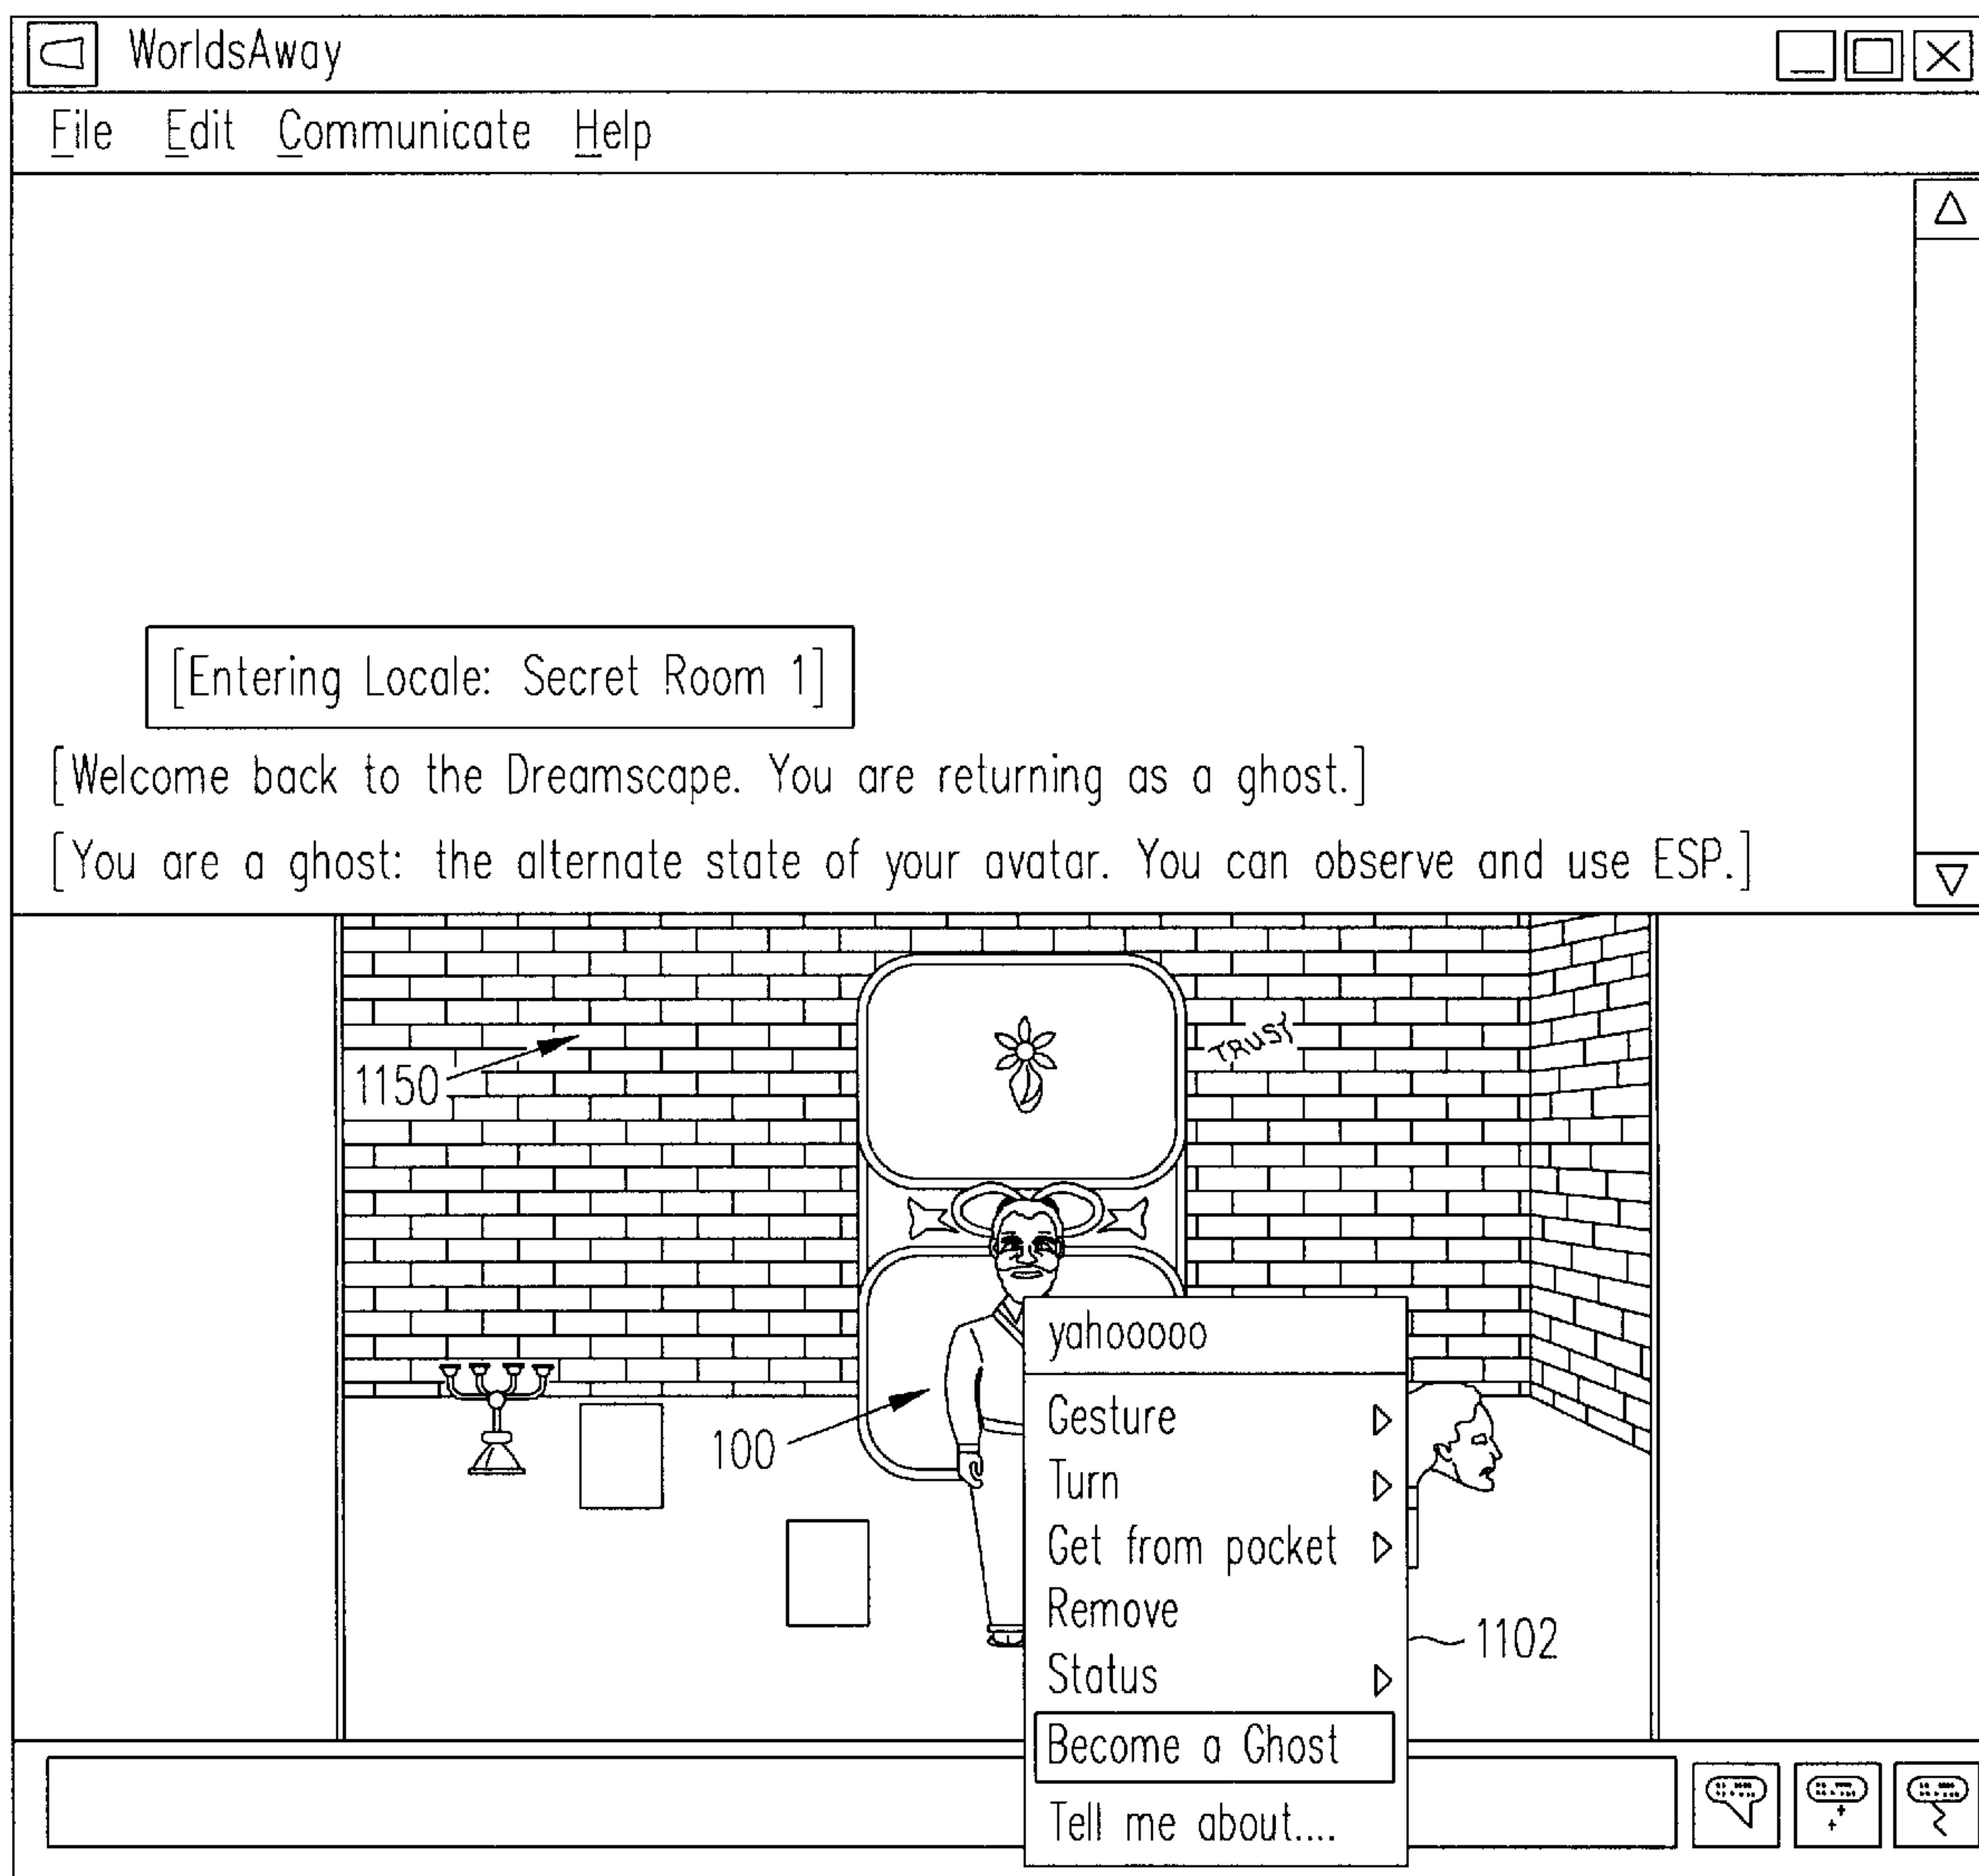 WorldsAway
File Edit Communicate Help
[Entering Locale: Secret Room 1]
[Welcome back to the Dreamscape. You are returning as a ghost.]
[You are a ghost: the alternate state of your avatar. You can observe and use ESP.]
TRUST
1150
yahooooo
100
Gesture
Turn
Get from pocket
Remove
1102
Status
Become a Ghost
Tell me about....